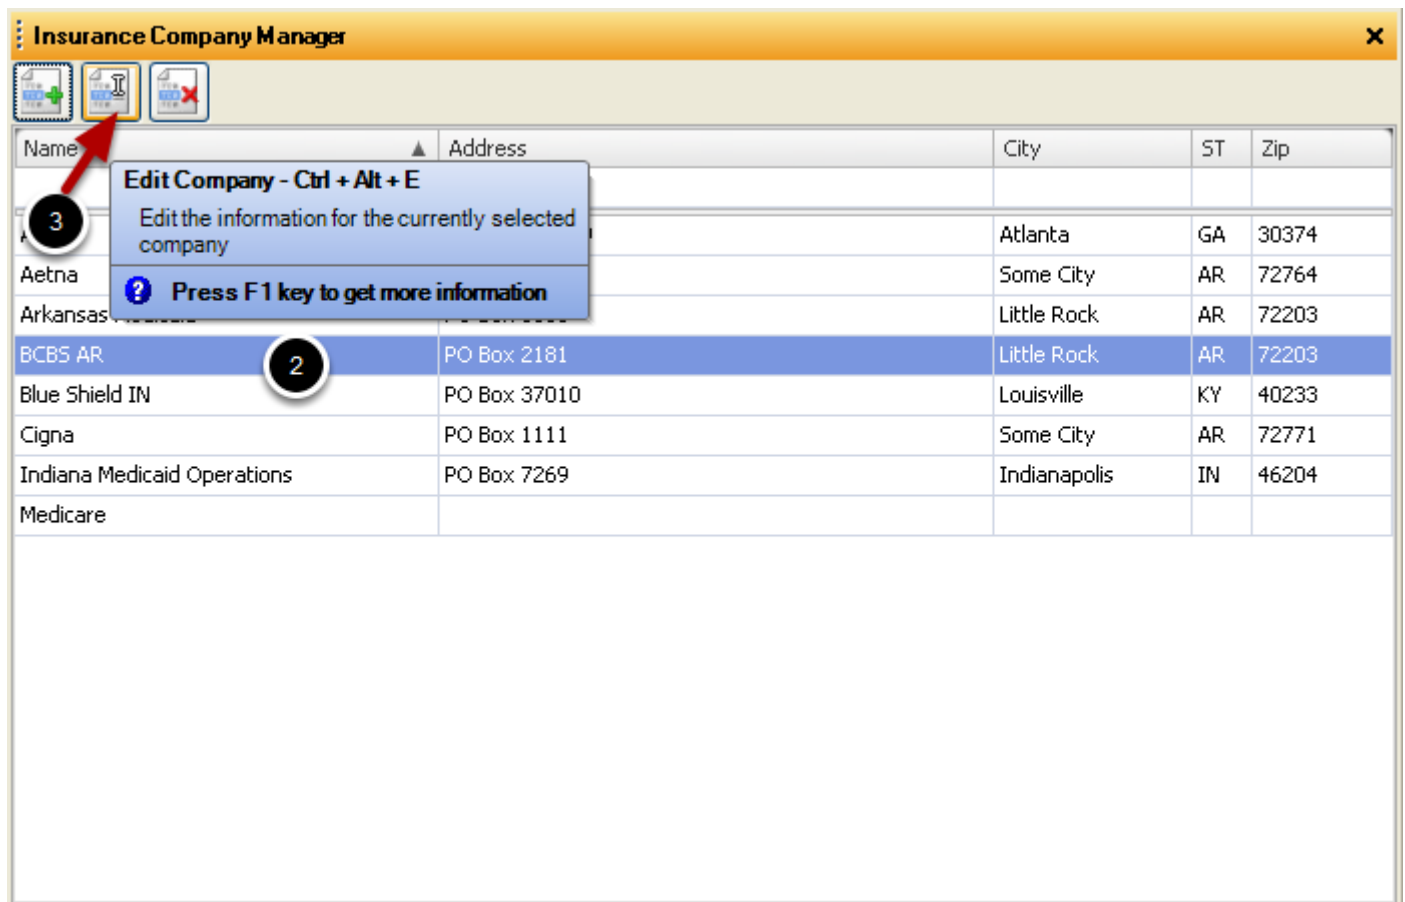 Insurance Company Manager
Name Address City ST Zip
Edit Company - Ctrl + Alt + E
Edit the information for the currently selected
company
Press F1 key to get more information
3
Atlanta GA 30374
Aetna Some City AR 72764
Arkansas Little Rock AR 72203
BCBS AR 2 PO Box 2181 Little Rock AR 72203
Blue Shield IN PO Box 37010 Louisville KY 40233
Cigna PO Box 1111 Some City AR 72771
Indiana Medicaid Operations PO Box 7269 Indianapolis IN 46204
Medicare